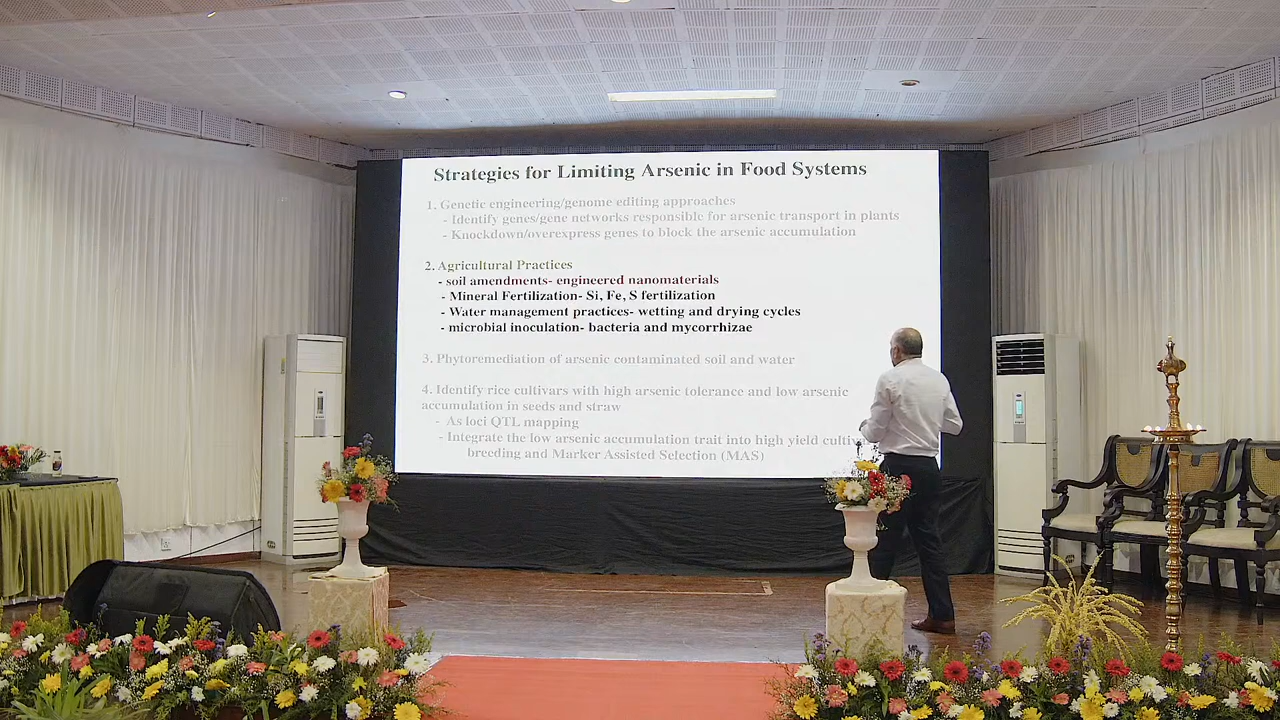 Strategies for Limiting Arsenic in Food Systems
1. Genetic engineering/genome editing approaches
- Identify genes/gene networks responsible for arsenic transport in plants
- Knockdown/overexpress genes to block the arsenic accumulation
2. Agricultural Practices
- soil amendments- engineered nanomaterials
- Mineral Fertilization- Si, Fe, S fertilization
- Water management practices- wetting and drying cycles
- microbial inoculation- bacteria and mycorrhizae
3. Phytoremediation of arsenic contaminated soil and water
4. Identify rice cultivars with high arsenic tolerance and low arsenic
accumulation in seeds and straw
- As loci QTL mapping
- the low arsenic accumulation trait into high yield
breeding and Marker Assisted Selection (MAS)